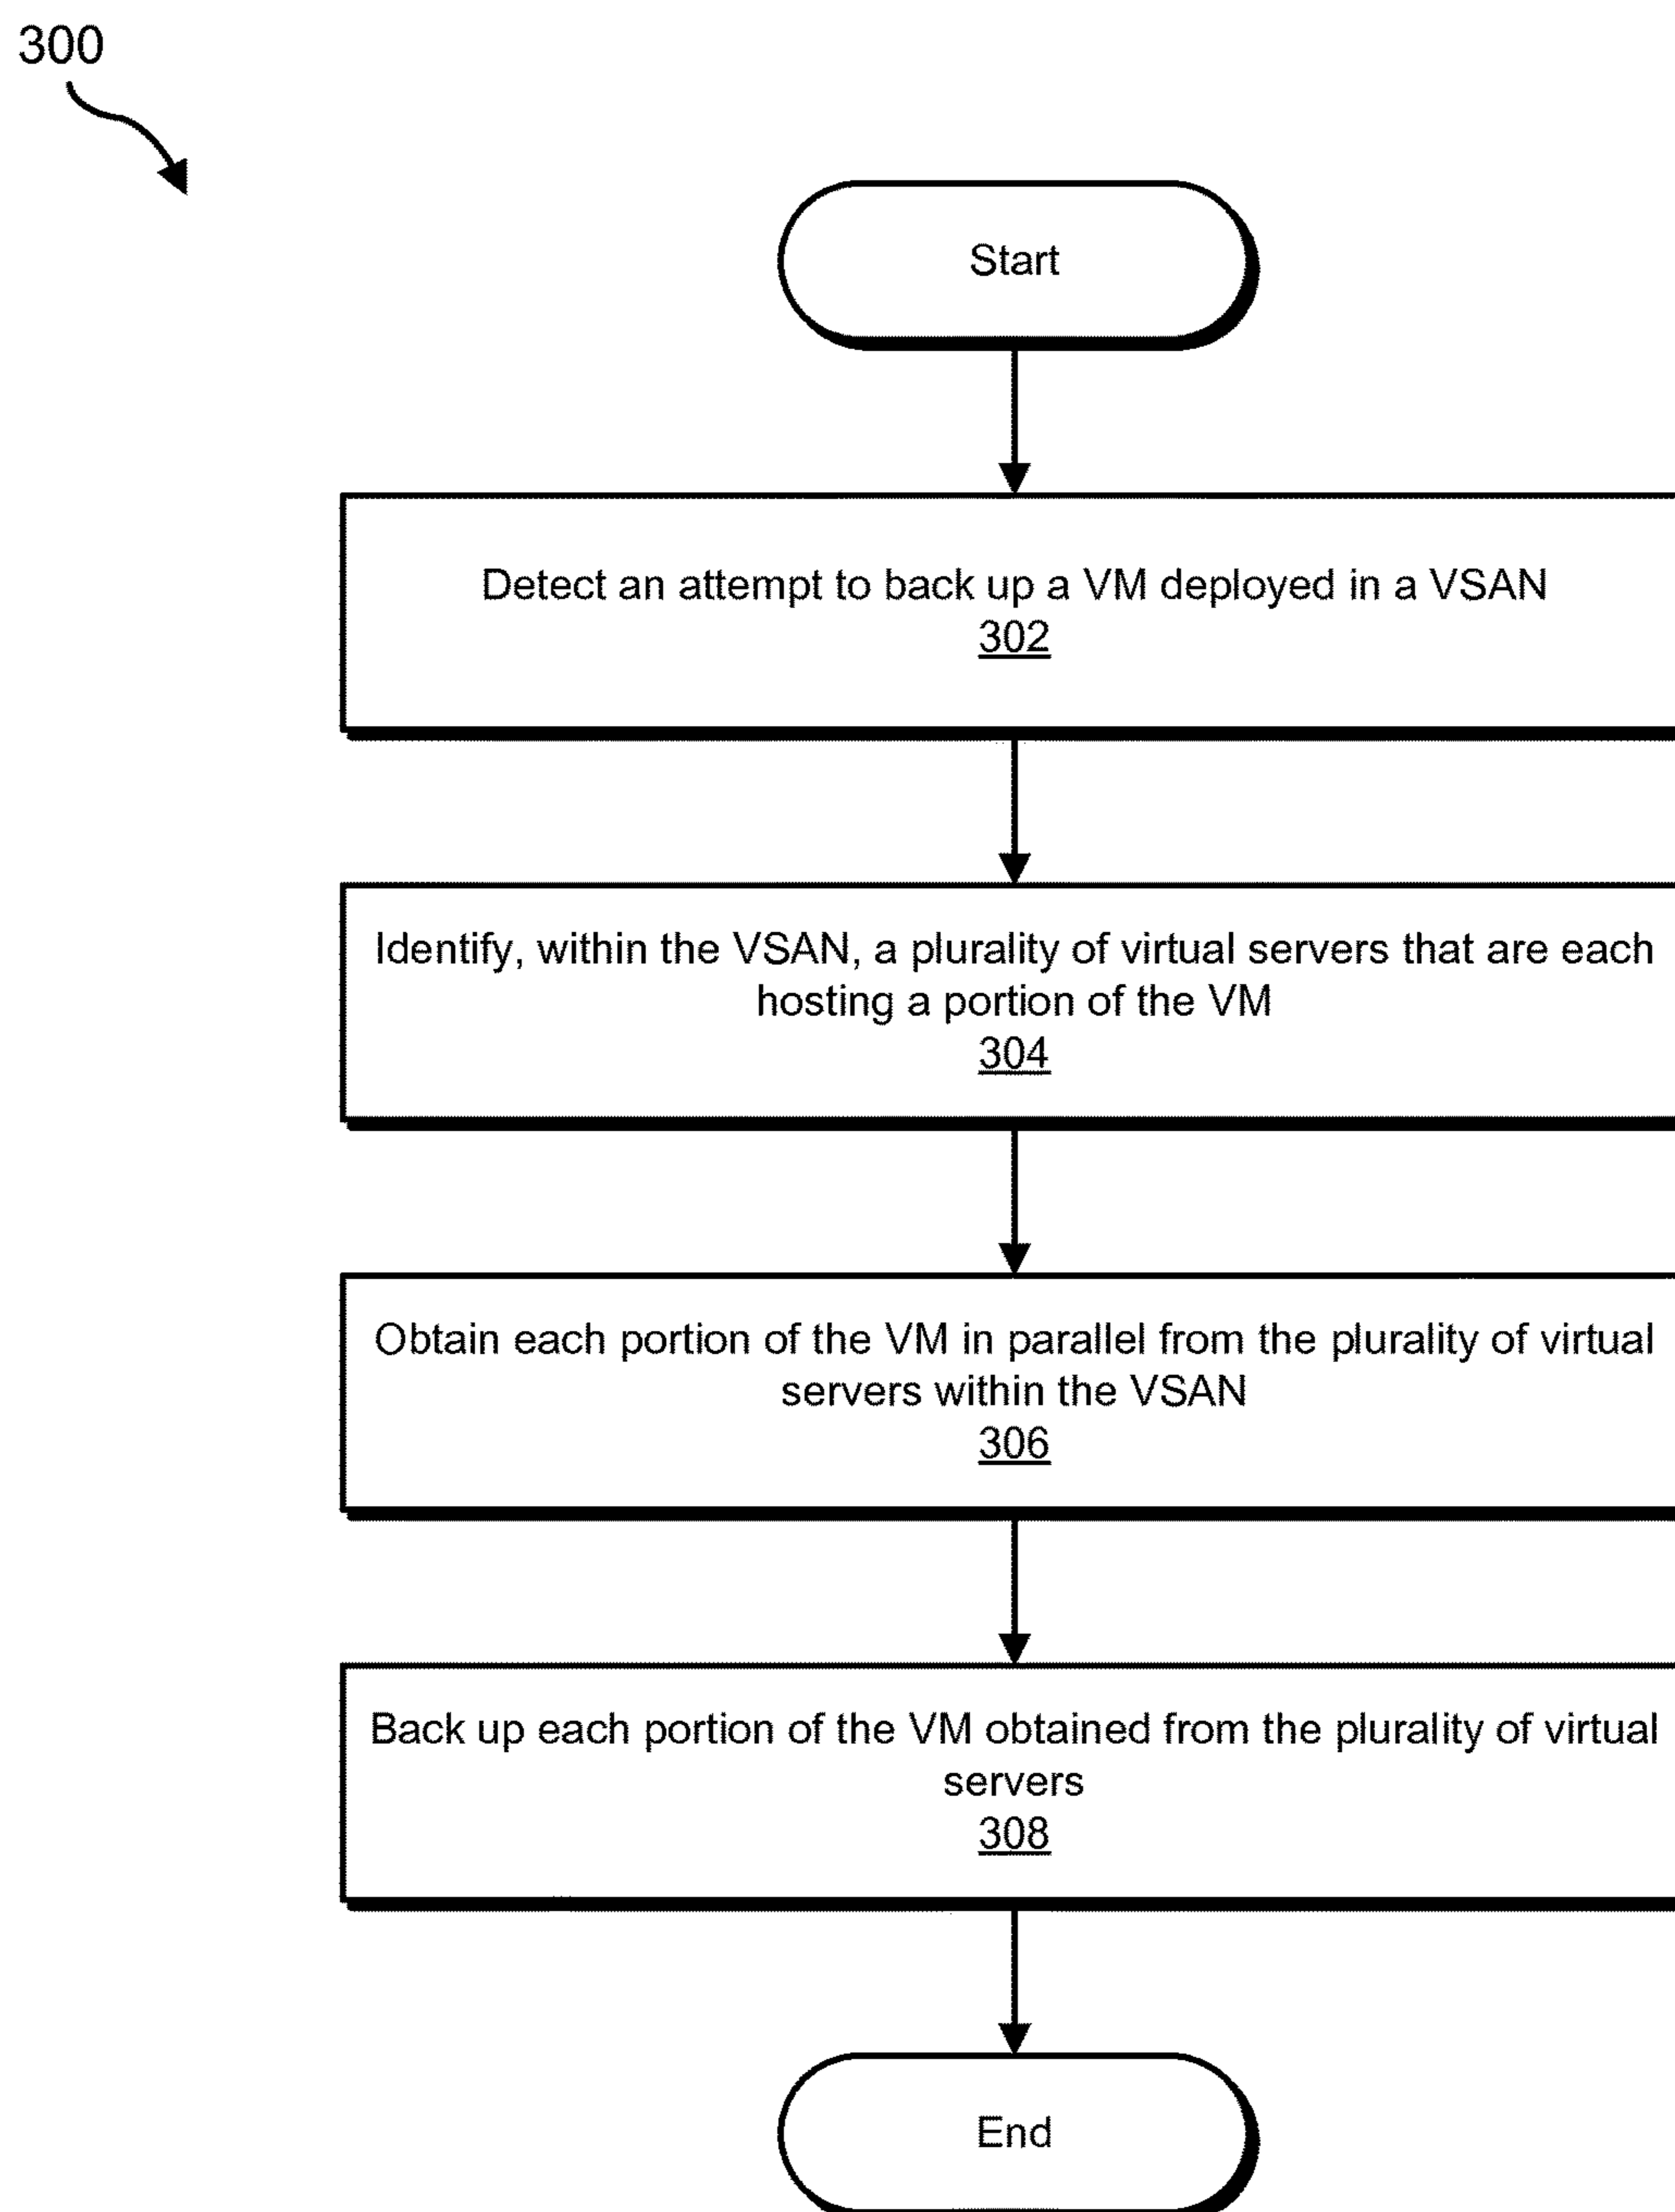 300
Start
Detect an attempt to back up a VM deployed in a VSAN
302
Identify, within the VSAN, a plurality of virtual servers that are each
hosting a portion of the VM
304
Obtain each portion of the VM in parallel from the plurality of virtual
servers within the VSAN
306
Back up each portion of the VM obtained from the plurality of virtual
servers
308
End